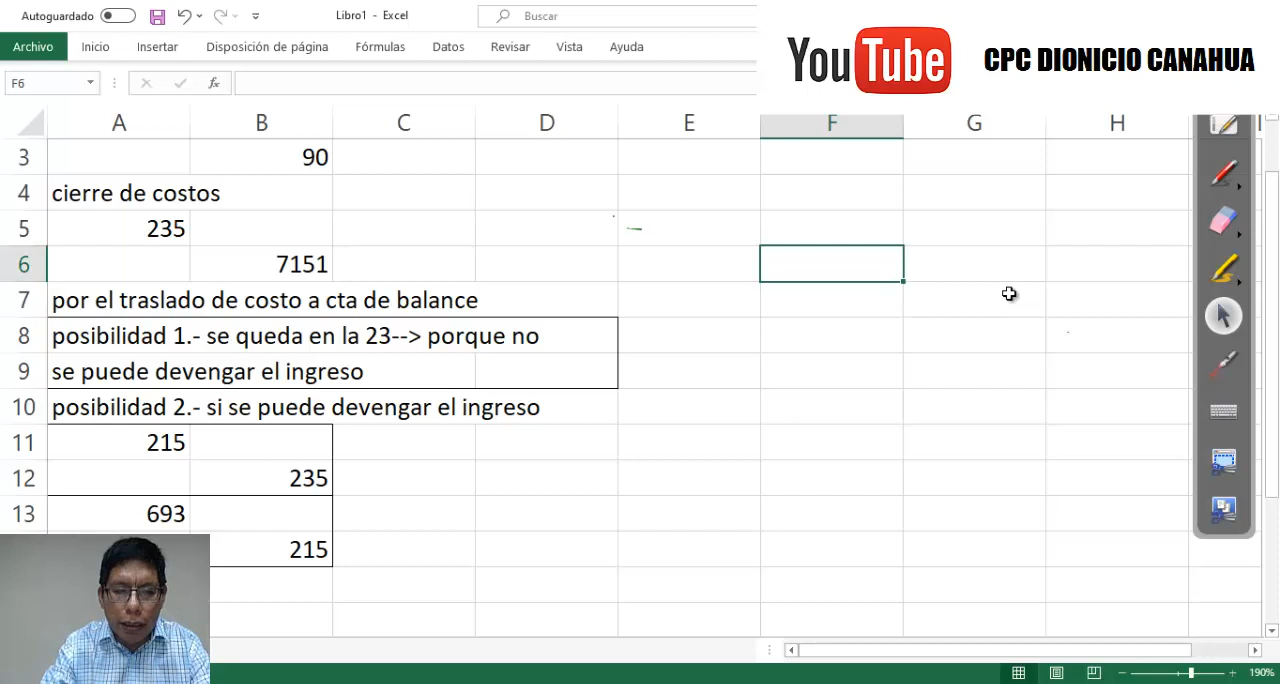 Autoguardado
Libro1 - Excel
Buscar
YouTube
CPC DIONICIO CANAHUA
Archivo Inicio Insertar Disposición de página Fórmulas Datos Revisar Vista Ayuda
F6
fx
A B C D E F G H
3 90
4 cierre de costos
5 235
6 7151
7 por el traslado de costo a cta de balance
8 posibilidad 1.- se queda en la 23--> porque no
9 se puede devengar el ingreso
10 posibilidad 2.- si se puede devengar el ingreso
11 215
12 235
13 693
215
190%